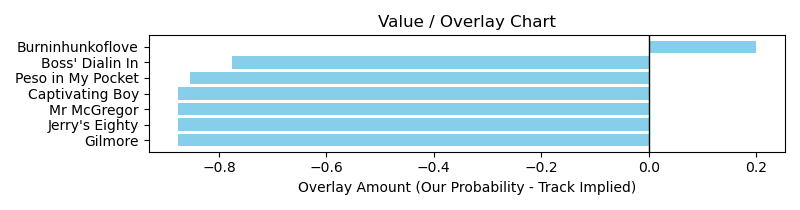 Value / Overlay Chart
Burninhunkoflove
Boss' Dialin In
Peso in My Pocket
Captivating Boy
Mr McGregor
Jerry's Eighty
Gilmore
−0.8 −0.6 −0.4 −0.2 0.0 0.2
Overlay Amount (Our Probability - Track Implied)